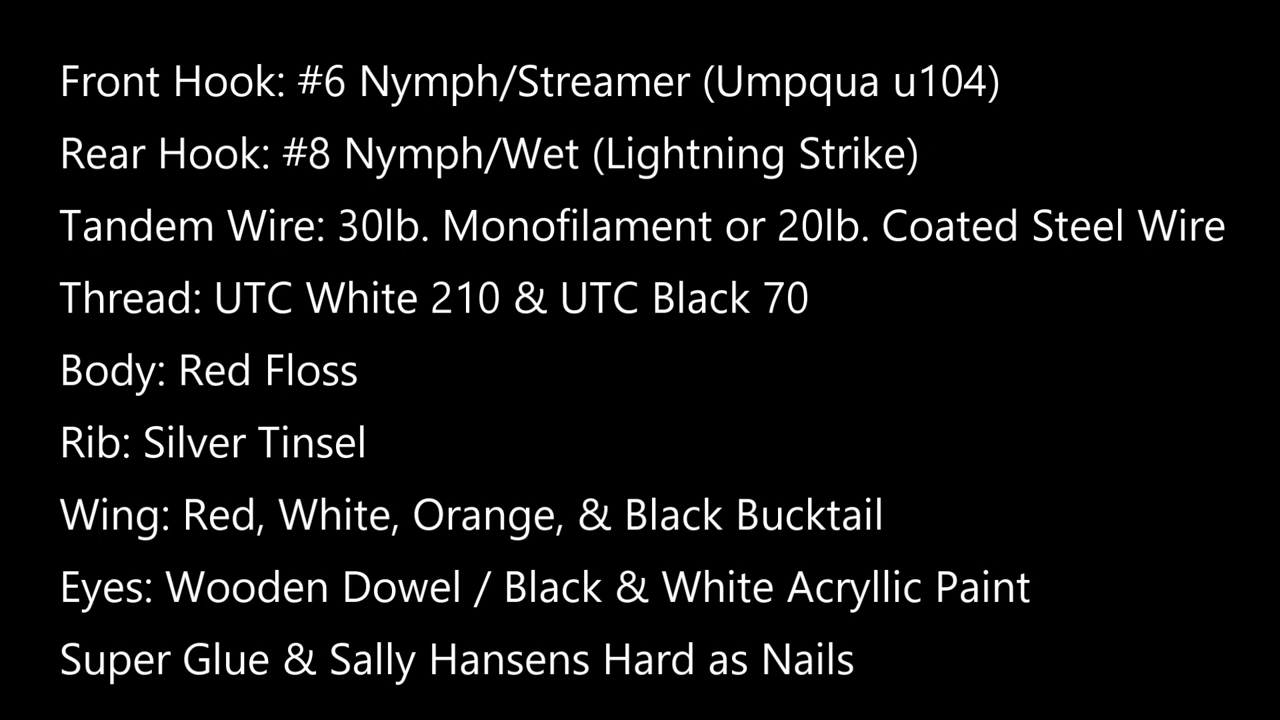 Front Hook: #6 Nymph/Streamer (Umpqua u104)
Rear Hook: #8 Nymph/Wet (Lightning Strike)
Tandem Wire: 30lb. Monofilament or 20lb. Coated Steel Wire
Thread: UTC White 210 & UTC Black 70
Body: Red Floss
Rib: Silver Tinsel
Wing: Red, White, Orange, & Black Bucktail
Eyes: Wooden Dowel / Black & White Acryllic Paint
Super Glue & Sally Hansens Hard as Nails